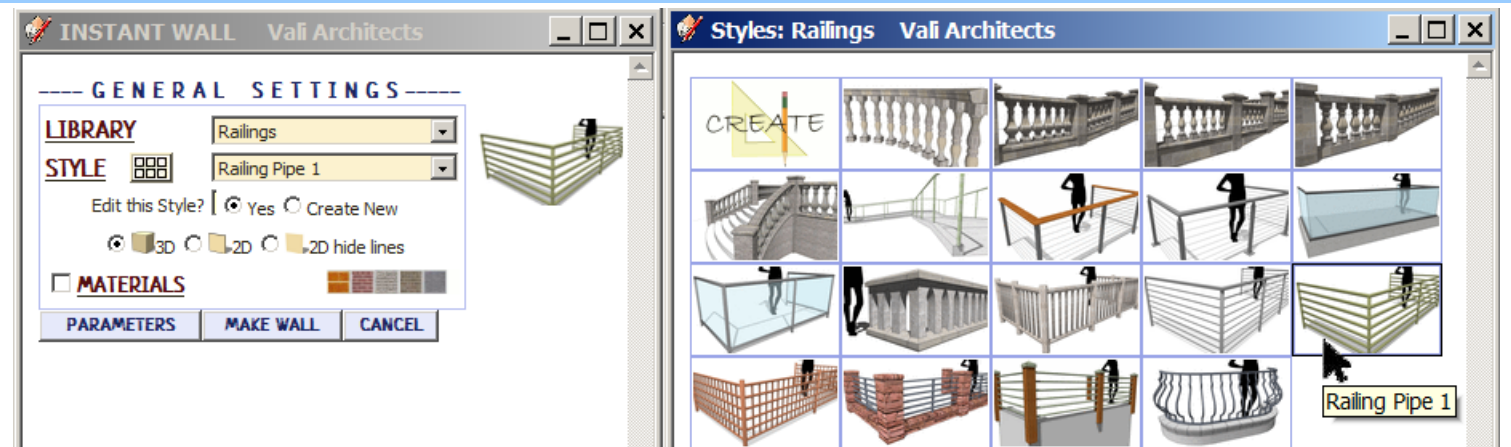 INSTANT WALL Vali Architects
---- GENERAL SETTINGS-----
LIBRARY Railings
STYLE Railing Pipe 1
Edit this Style? [ Yes Create New
3D 2D 2D hide lines
MATERIALS
PARAMETERS MAKE WALL CANCEL
Styles: Railings Vali Architects
CREATE
Railing Pipe 1